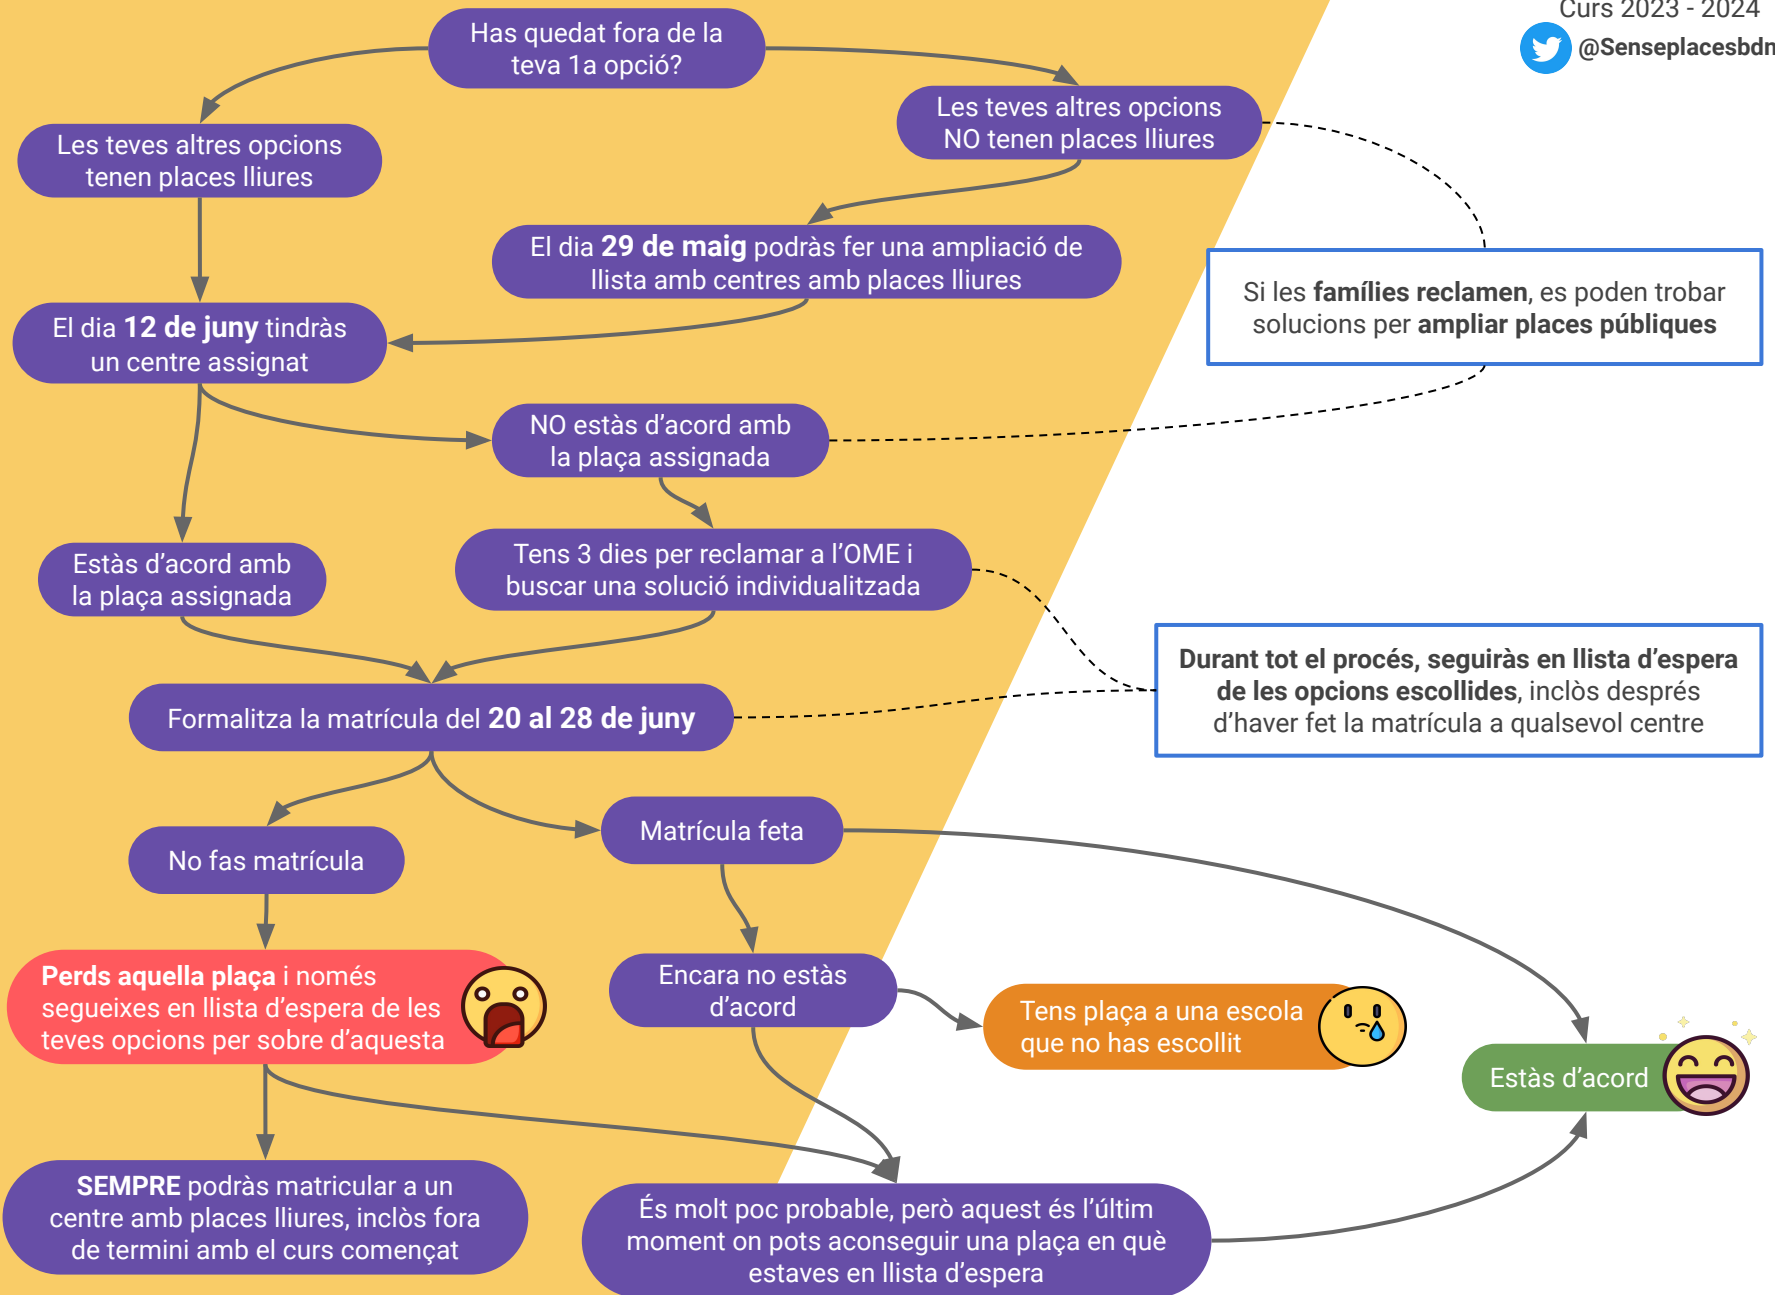 Curs 2023 - 2024
@Senseplacesbdn
Has quedat fora de la
teva 1a opció?
Les teves altres opcions
tenen places lliures
Les teves altres opcions
NO tenen places lliures
El dia 29 de maig podràs fer una ampliació de
llista amb centres amb places lliures
Si les famílies reclamen, es poden trobar
solucions per ampliar places públiques
El dia 12 de juny tindràs
un centre assignat
NO estàs d'acord amb
la plaça assignada
Estàs d'acord amb
la plaça assignada
Tens 3 dies per reclamar a l'OME i
buscar una solució individualitzada
Durant tot el procés, seguiràs en llista d'espera
de les opcions escollides, inclòs després
d'haver fet la matrícula a qualsevol centre
Formalitza la matrícula del 20 al 28 de juny
No fas matrícula
Matrícula feta
Perds aquella plaça i només
segueixes en llista d'espera de les
teves opcions per sobre d'aquesta
Encara no estàs
d'acord
Tens plaça a una escola
que no has escollit
Estàs d'acord
SEMPRE podràs matricular a un
centre amb places lliures, inclòs fora
de termini amb el curs començat
És molt poc probable, però aquest és l'últim
moment on pots aconseguir una plaça en què
estaves en llista d'espera